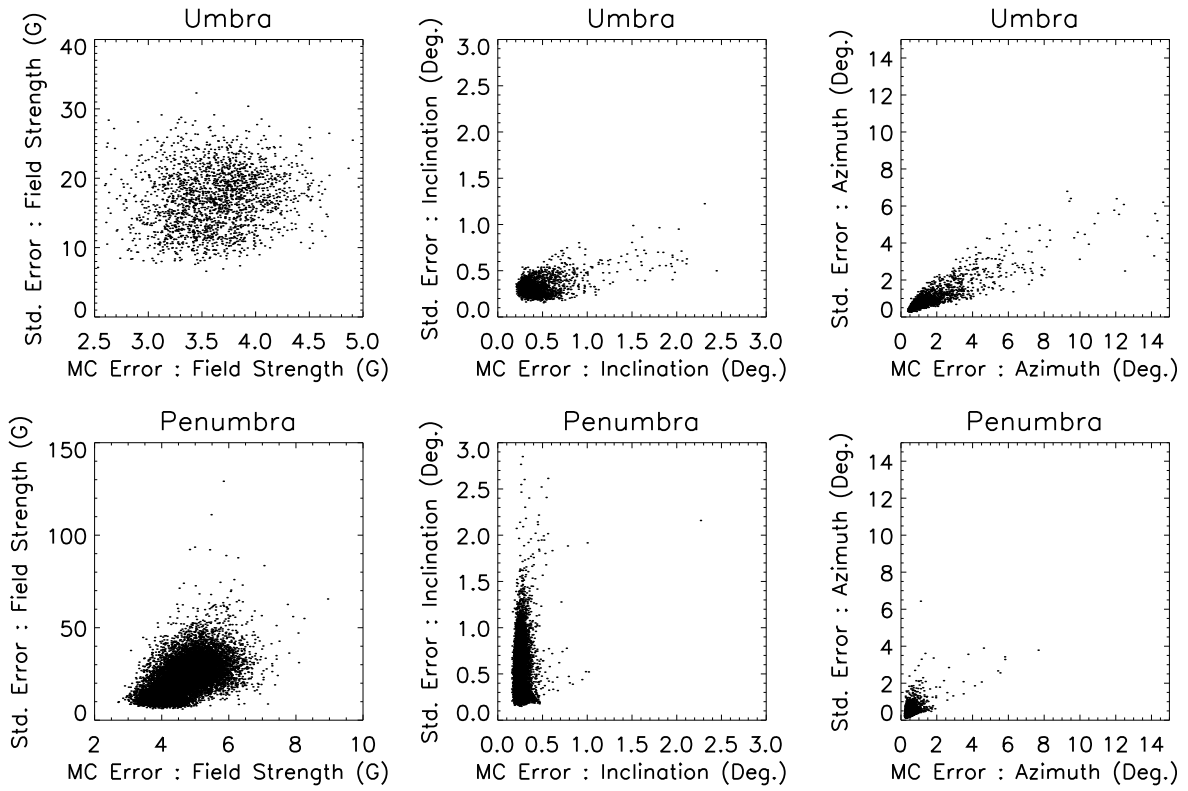 Umbra
Std. Error : Field Strength (G)
40
30
20
10
0
2.5 3.0 3.5 4.0 4.5 5.0
MC Error : Field Strength (G)
Umbra
Std. Error : Inclination (Deg.)
3.0
2.5
2.0
1.5
1.0
0.5
0.0
0.0 0.5 1.0 1.5 2.0 2.5 3.0
MC Error : Inclination (Deg.)
Umbra
Std. Error : Azimuth (Deg.)
14
12
10
8
6
4
2
0
0 2 4 6 8 10 12 14
MC Error : Azimuth (Deg.)
Penumbra
Std. Error : Field Strength (G)
150
100
50
0
2 4 6 8 10
MC Error : Field Strength (G)
Penumbra
Std. Error : Inclination (Deg.)
3.0
2.5
2.0
1.5
1.0
0.5
0.0
0.0 0.5 1.0 1.5 2.0 2.5 3.0
MC Error : Inclination (Deg.)
Penumbra
Std. Error : Azimuth (Deg.)
14
12
10
8
6
4
2
0
0 2 4 6 8 10 12 14
MC Error : Azimuth (Deg.)